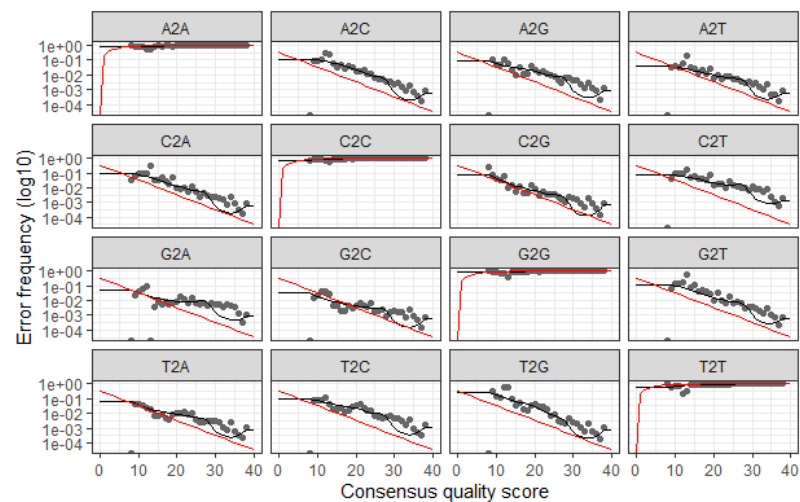 A2A A2C A2G A2T
1e+00
1e-01
1e-02
1e-03
1e-04
C2A C2C C2G C2T
1e+00
1e-01
1e-02
1e-03
1e-04
G2A G2C G2G G2T
1e+00
1e-01
1e-02
1e-03
1e-04
T2A T2C T2G T2T
1e+00
1e-01
1e-02
1e-03
1e-04
0 10 20 30 40 0 10 20 30 40 0 10 20 30 40 0 10 20 30 40
Consensus quality score
Error frequency (log10)